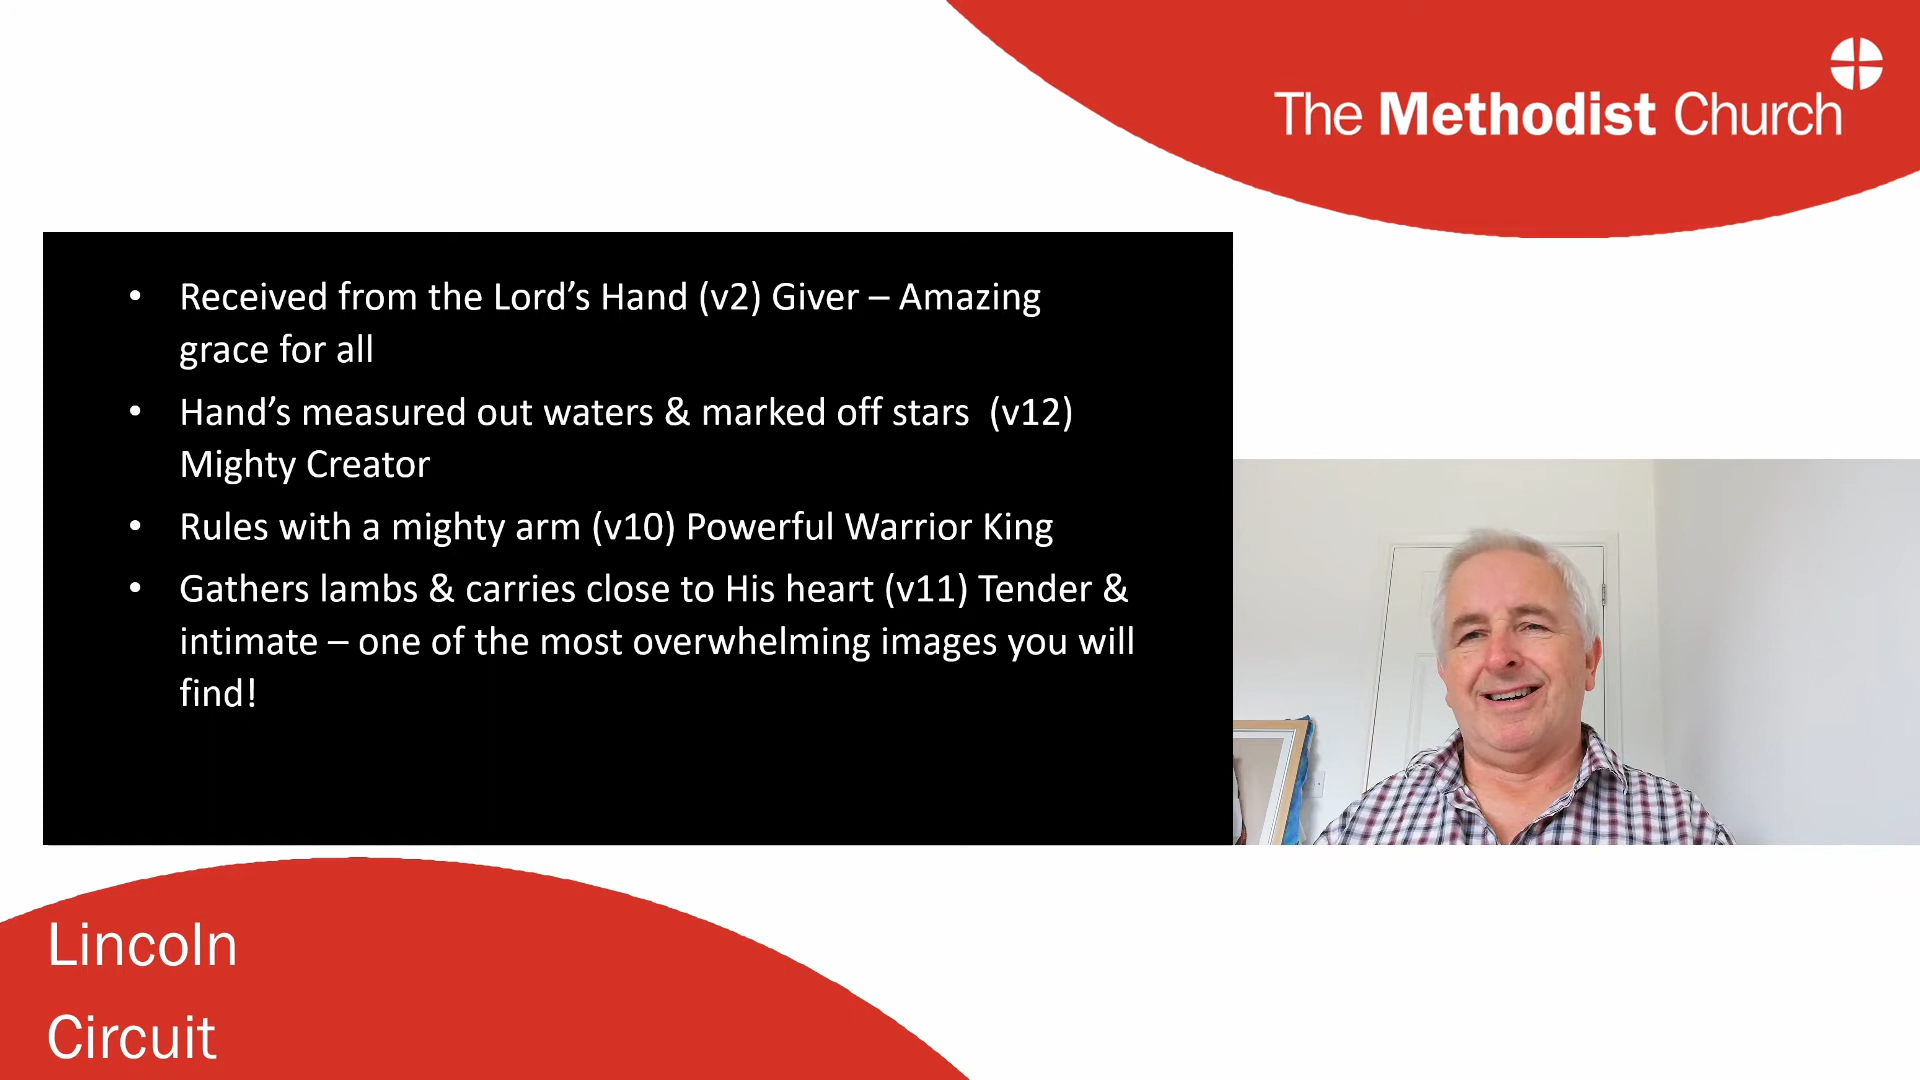 The Methodist Church
• Received from the Lord’s Hand (v2) Giver – Amazing
grace for all
• Hand’s measured out waters & marked off stars  (v12)
Mighty Creator
• Rules with a mighty arm (v10) Powerful Warrior King
• Gathers lambs & carries close to His heart (v11) Tender &
intimate – one of the most overwhelming images you will
find!
Lincoln
Circuit